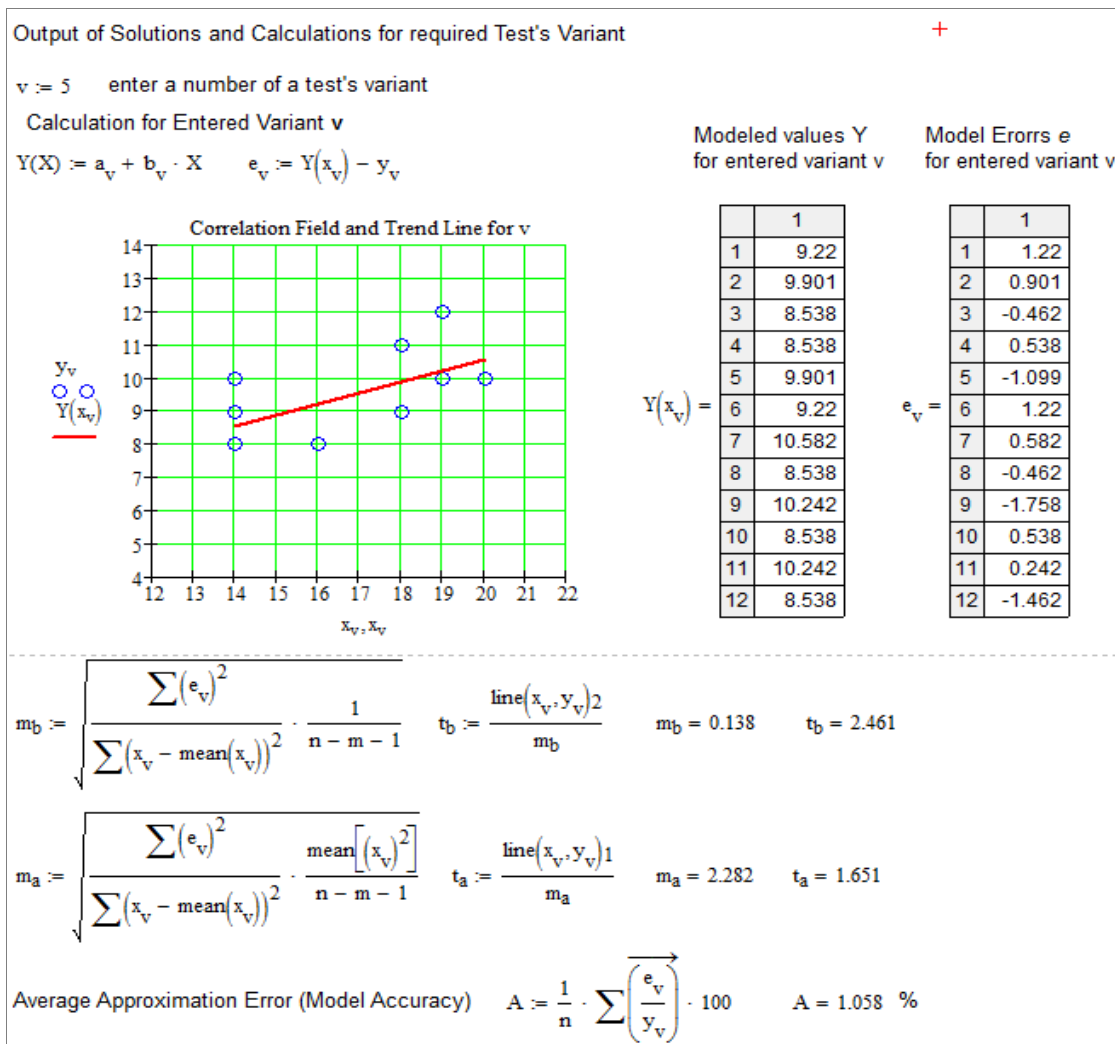 Output of Solutions and Calculations for required Test's Variant
v := 5 enter a number of a test's variant
Calculation for Entered Variant v
Y(X) := a_v + b_v · X e_v := Y(x_v) − y_v
Modeled values Y
for entered variant v
Model Erorrs e
for entered variant v
Correlation Field and Trend Line for v
14
13
12
11
10
9
8
7
6
5
4
12 13 14 15 16 17 18 19 20 21 22
y_v
Y(x_v)
x_v, x_v
Y(x_v) =
1
1 9.22
2 9.901
3 8.538
4 8.538
5 9.901
6 9.22
7 10.582
8 8.538
9 10.242
10 8.538
11 10.242
12 8.538
e_v =
1
1 1.22
2 0.901
3 -0.462
4 0.538
5 -1.099
6 1.22
7 0.582
8 -0.462
9 -1.758
10 0.538
11 0.242
12 -1.462
m_b := √(∑(e_v)² / ∑(x_v − mean(x_v))² · 1 / (n − m − 1)) t_b := line(x_v, y_v)2 / m_b m_b = 0.138 t_b = 2.461
m_a := √(∑(e_v)² / ∑(x_v − mean(x_v))² · mean[(x_v)²] / (n − m − 1)) t_a := line(x_v, y_v)1 / m_a m_a = 2.282 t_a = 1.651
Average Approximation Error (Model Accuracy) A := 1/n · ∑(e_v / y_v) · 100 A = 1.058 %